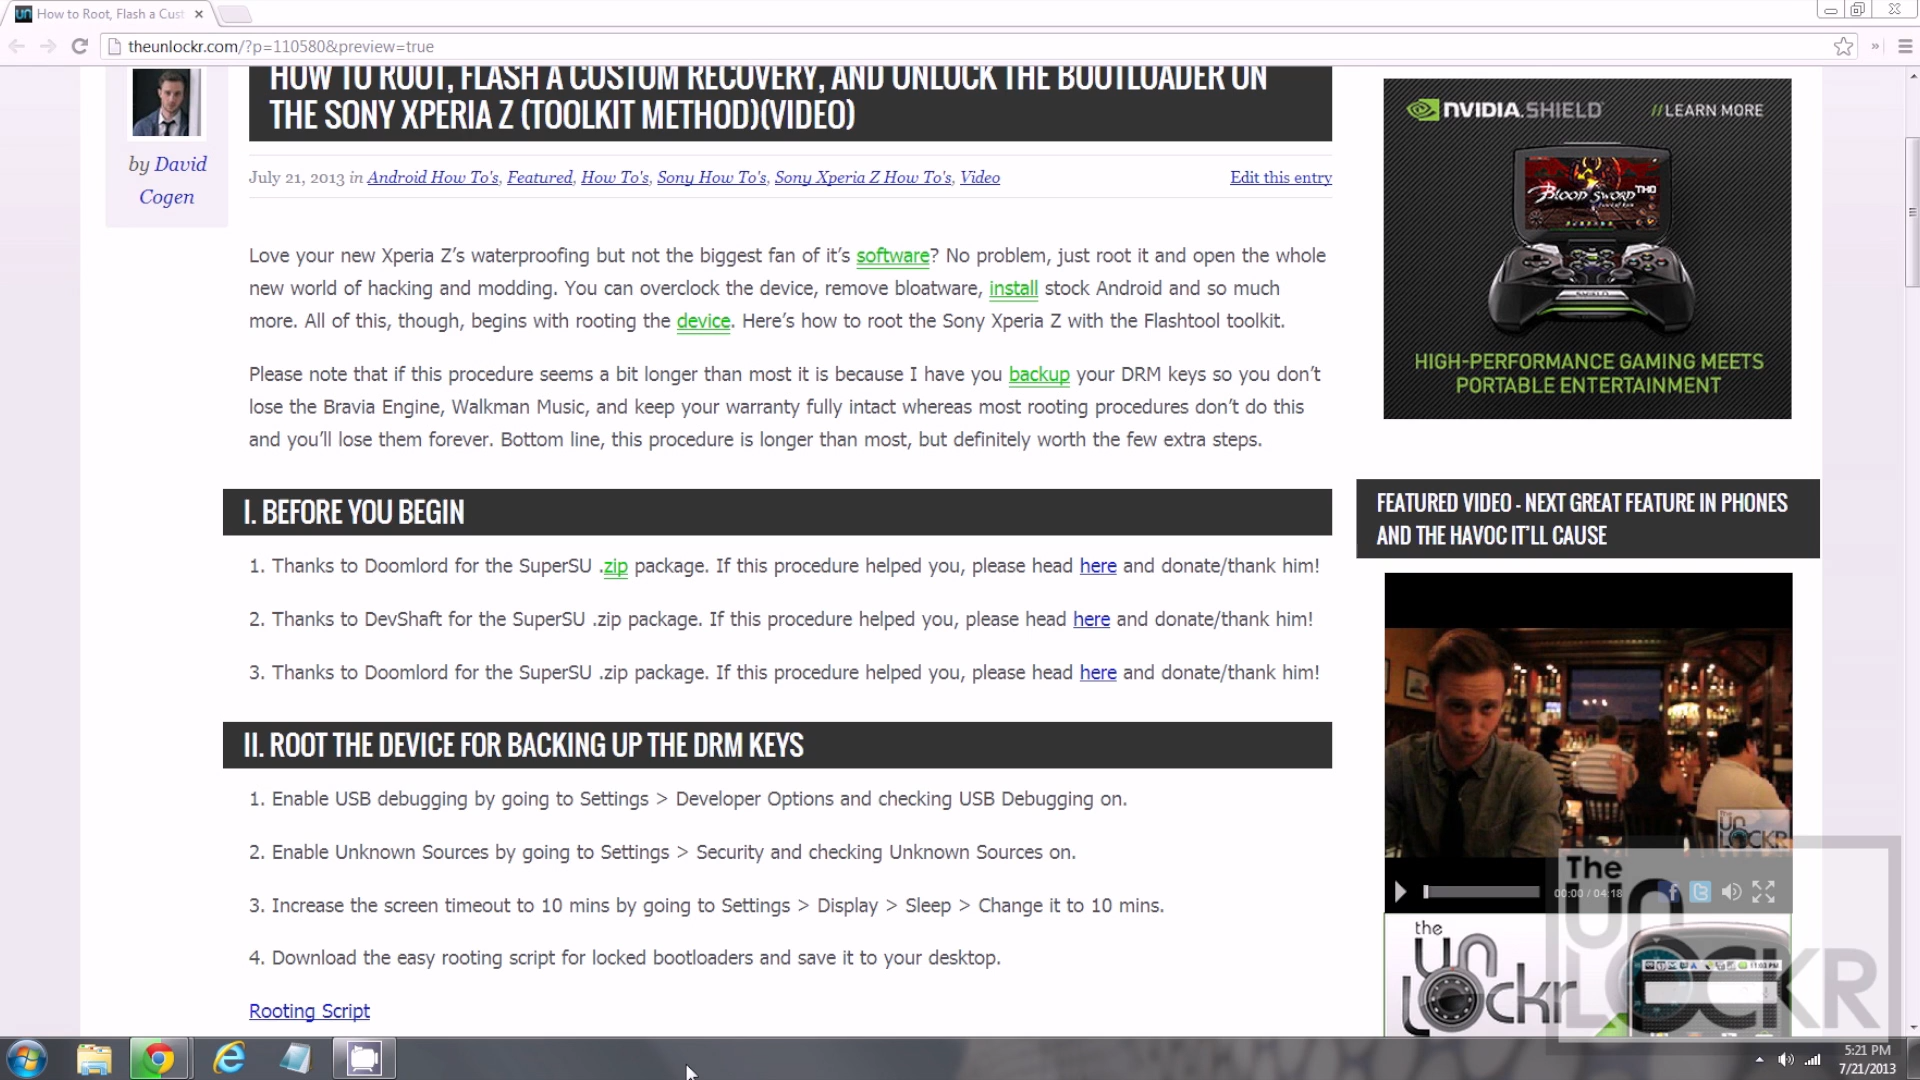 un How to Root, Flash a Cust
theunlockr.com/?p=110580&preview=true
HOW TO ROOT, FLASH A CUSTOM RECOVERY, AND UNLOCK THE BOOTLOADER ON
THE SONY XPERIA Z (TOOLKIT METHOD)(VIDEO)
by David
Cogen
July 21, 2013 in Android How To's, Featured, How To's, Sony How To's, Sony Xperia Z How To's, Video
Edit this entry
Love your new Xperia Z’s waterproofing but not the biggest fan of it’s software? No problem, just root it and open the whole
new world of hacking and modding. You can overclock the device, remove bloatware, install stock Android and so much
more. All of this, though, begins with rooting the device. Here’s how to root the Sony Xperia Z with the Flashtool toolkit.
Please note that if this procedure seems a bit longer than most it is because I have you backup your DRM keys so you don’t
lose the Bravia Engine, Walkman Music, and keep your warranty fully intact whereas most rooting procedures don’t do this
and you’ll lose them forever. Bottom line, this procedure is longer than most, but definitely worth the few extra steps.
I. BEFORE YOU BEGIN
1. Thanks to Doomlord for the SuperSU .zip package. If this procedure helped you, please head here and donate/thank him!
2. Thanks to DevShaft for the SuperSU .zip package. If this procedure helped you, please head here and donate/thank him!
3. Thanks to Doomlord for the SuperSU .zip package. If this procedure helped you, please head here and donate/thank him!
II. ROOT THE DEVICE FOR BACKING UP THE DRM KEYS
1. Enable USB debugging by going to Settings > Developer Options and checking USB Debugging on.
2. Enable Unknown Sources by going to Settings > Security and checking Unknown Sources on.
3. Increase the screen timeout to 10 mins by going to Settings > Display > Sleep > Change it to 10 mins.
4. Download the easy rooting script for locked bootloaders and save it to your desktop.
Rooting Script
NVIDIA. SHIELD
//LEARN MORE
BLOOD SWORD THD
SHIELD
HIGH-PERFORMANCE GAMING MEETS
PORTABLE ENTERTAINMENT
FEATURED VIDEO - NEXT GREAT FEATURE IN PHONES
AND THE HAVOC IT'LL CAUSE
The
UN
LOCKR
00:00 / 04:18
the
UN
Lockr
11:03 PM
The
UN
LOCKR
5:21 PM
7/21/2013